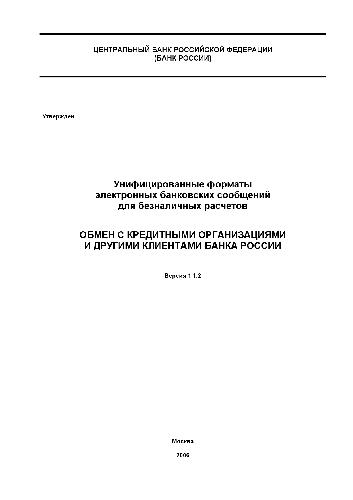 ЦЕНТРАЛЬНЫЙ БАНК РОССИЙСКОЙ ФЕДЕРАЦИИ
(БАНК РОССИИ)
Утвержден
Унифицированные форматы
электронных банковских сообщений
для безналичных расчетов
ОБМЕН С КРЕДИТНЫМИ ОРГАНИЗАЦИЯМИ
И ДРУГИМИ КЛИЕНТАМИ БАНКА РОССИИ
Версия 1.1.2
Москва
2006